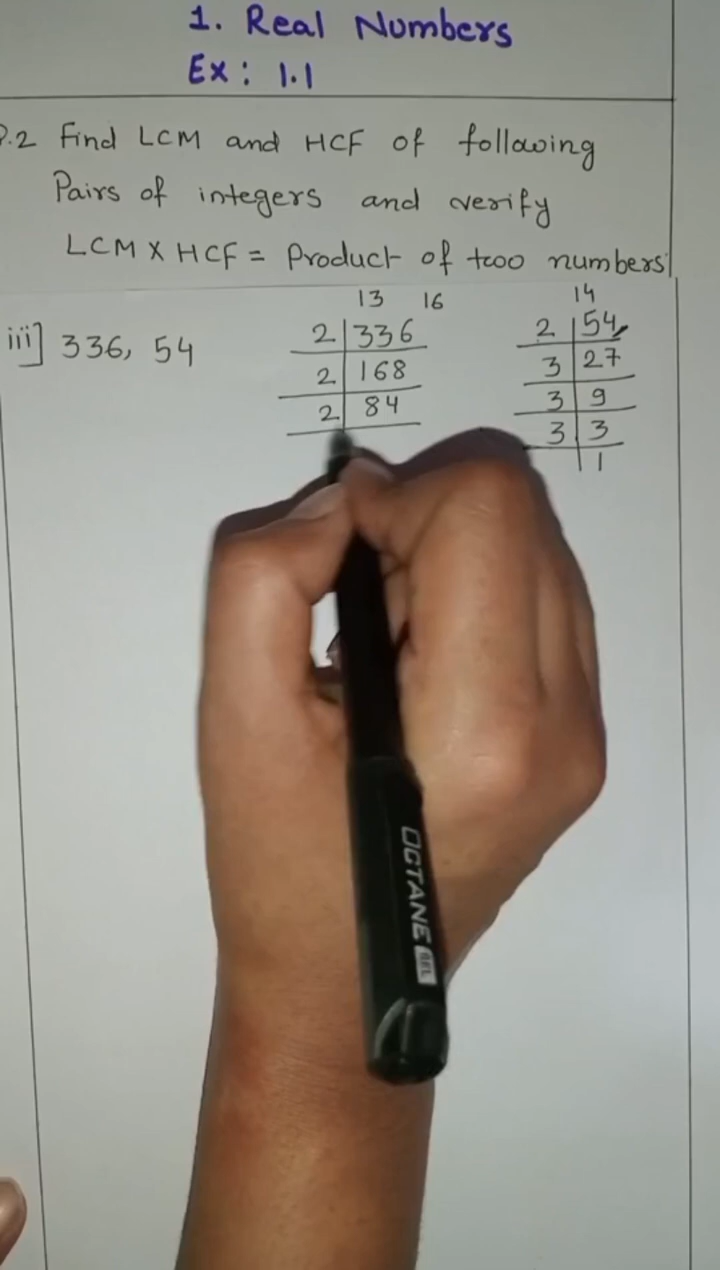 1. Real Numbers
Ex: 1.1
2.2 Find LCM and HCF of following
Pairs of integers and verify
LCM X HCF = Product of two numbers
iii] 336, 54
13 16
2 336
2 168
2 84
14
2 54
3 27
3 9
3 3
1
OCTANE GEL